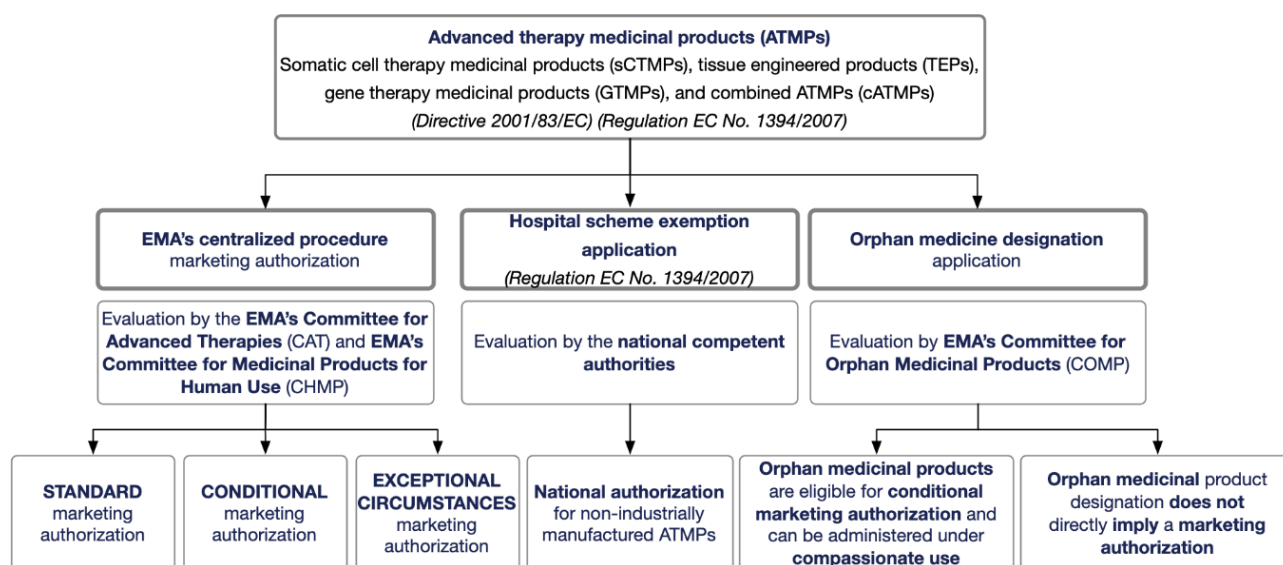 Advanced therapy medicinal products (ATMPs)
Somatic cell therapy medicinal products (sCTMPs), tissue engineered products (TEPs),
gene therapy medicinal products (GTMPs), and combined ATMPs (cATMPs)
(Directive 2001/83/EC) (Regulation EC No. 1394/2007)
EMA's centralized procedure
marketing authorization
Hospital scheme exemption
application
(Regulation EC No. 1394/2007)
Orphan medicine designation
application
Evaluation by the EMA's Committee for
Advanced Therapies (CAT) and EMA's
Committee for Medicinal Products for
Human Use (CHMP)
Evaluation by the national competent
authorities
Evaluation by EMA's Committee for
Orphan Medicinal Products (COMP)
STANDARD
marketing
authorization
CONDITIONAL
marketing
authorization
EXCEPTIONAL
CIRCUMSTANCES
marketing
authorization
National authorization
for non-industrially
manufactured ATMPs
Orphan medicinal products
are eligible for conditional
marketing authorization and
can be administered under
compassionate use
Orphan medicinal product
designation does not
directly imply a marketing
authorization